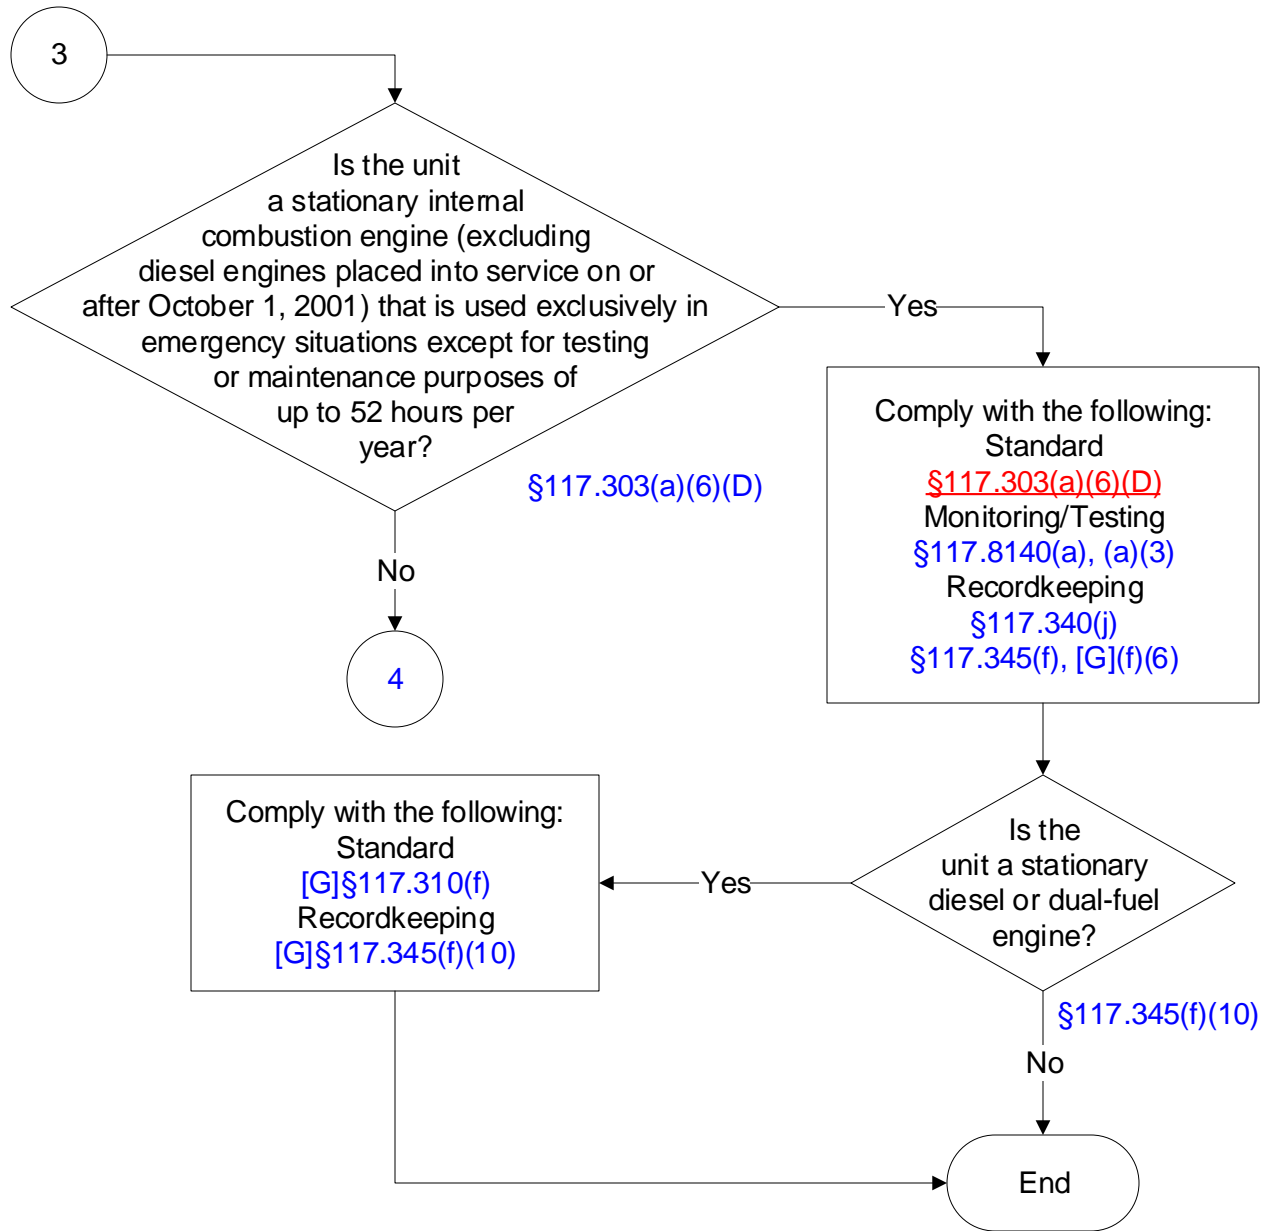 3
Is the unit
a stationary internal
combustion engine (excluding
diesel engines placed into service on or
after October 1, 2001) that is used exclusively in
emergency situations except for testing
or maintenance purposes of
up to 52 hours per
year?
§117.303(a)(6)(D)
Yes
No
4
Comply with the following:
Standard
§117.303(a)(6)(D)
Monitoring/Testing
§117.8140(a), (a)(3)
Recordkeeping
§117.340(j)
§117.345(f), [G](f)(6)
Is the
unit a stationary
diesel or dual-fuel
engine?
§117.345(f)(10)
Yes
Comply with the following:
Standard
[G]§117.310(f)
Recordkeeping
[G]§117.345(f)(10)
No
End